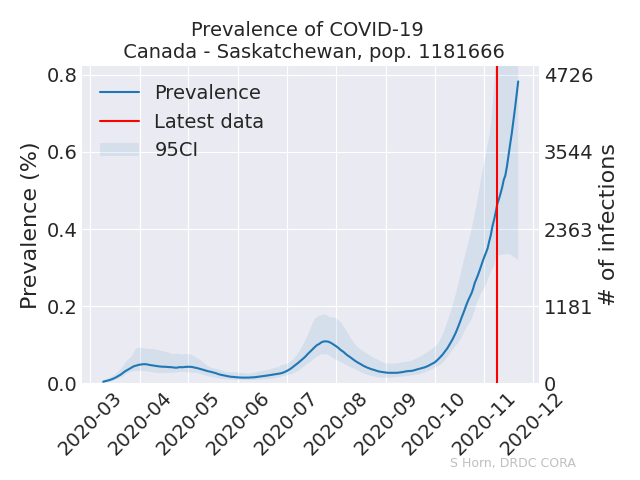 Prevalence of COVID-19
Canada - Saskatchewan, pop. 1181666
Prevalence
Latest data
95CI
Prevalence (%)
0.8
0.6
0.4
0.2
0.0
4726
3544
2363
1181
0
# of infections
2020-03
2020-04
2020-05
2020-06
2020-07
2020-08
2020-09
2020-10
2020-11
2020-12
S Horn, DRDC CORA